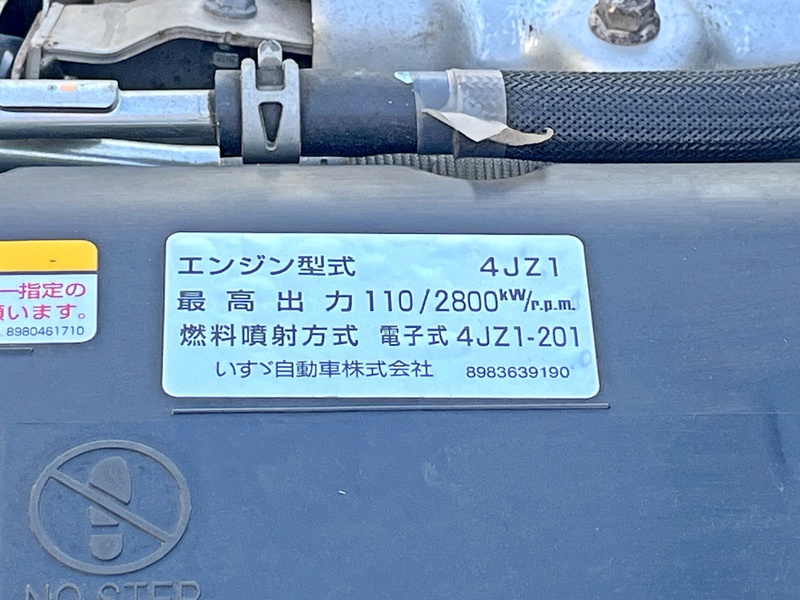 エンジン型式 4JZ1
最高出力 110/2800kW/r.p.m.
燃料噴射方式 電子式 4JZ1-201
いすゞ自動車株式会社 8983639190
一指定の
います。
8980461710
NO STEP